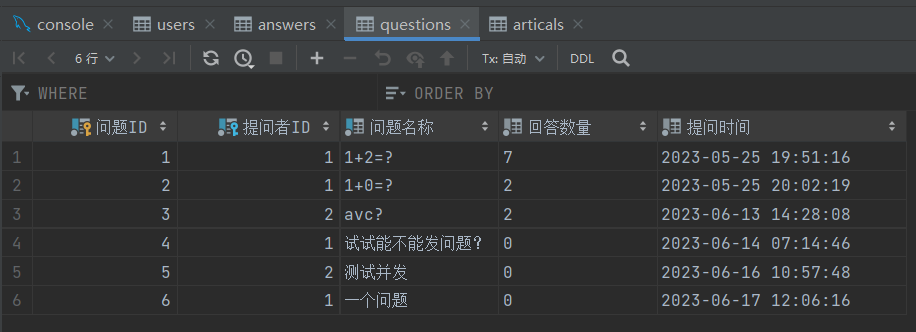 console users answers questions articals
6 行 Tx: 自动 DDL
WHERE ORDER BY
问题ID 提问者ID 问题名称 回答数量 提问时间
1 1 1 1+2=? 7 2023-05-25 19:51:16
2 2 1 1+0=? 2 2023-05-25 20:02:19
3 3 2 avc? 2 2023-06-13 14:28:08
4 4 1 试试能不能发问题？ 0 2023-06-14 07:14:46
5 5 2 测试并发 0 2023-06-16 10:57:48
6 6 1 一个问题 0 2023-06-17 12:06:16